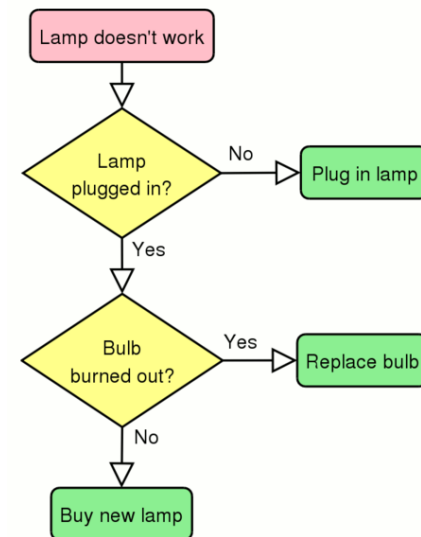 Lamp doesn't work
Lamp
plugged in?
No
Plug in lamp
Yes
Bulb
burned out?
Yes
Replace bulb
No
Buy new lamp